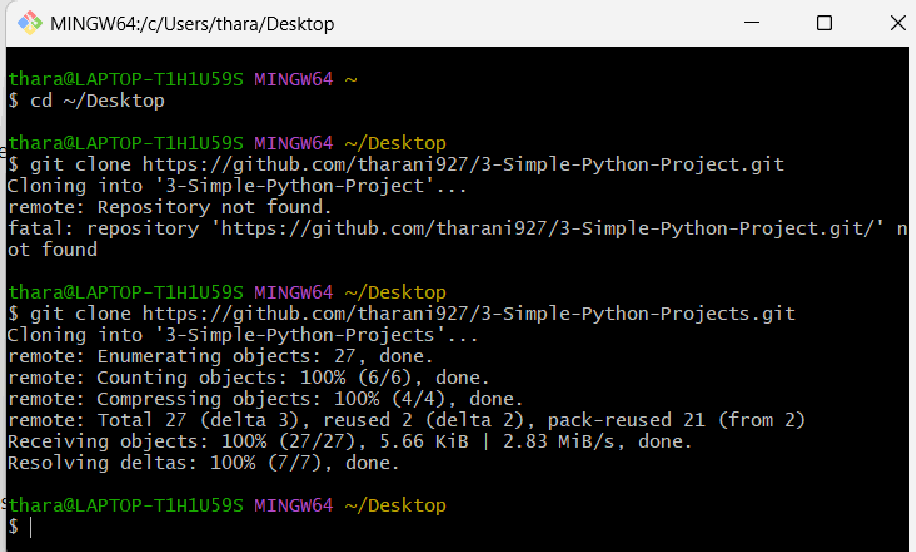 MINGW64:/c/Users/thara/Desktop
thara@LAPTOP-T1H1U59S MINGW64 ~
$ cd ~/Desktop
thara@LAPTOP-T1H1U59S MINGW64 ~/Desktop
$ git clone https://github.com/tharani927/3-Simple-Python-Project.git
Cloning into '3-Simple-Python-Project'...
remote: Repository not found.
fatal: repository 'https://github.com/tharani927/3-Simple-Python-Project.git/' n
ot found
thara@LAPTOP-T1H1U59S MINGW64 ~/Desktop
$ git clone https://github.com/tharani927/3-Simple-Python-Projects.git
Cloning into '3-Simple-Python-Projects'...
remote: Enumerating objects: 27, done.
remote: Counting objects: 100% (6/6), done.
remote: Compressing objects: 100% (4/4), done.
remote: Total 27 (delta 3), reused 2 (delta 2), pack-reused 21 (from 2)
Receiving objects: 100% (27/27), 5.66 KiB | 2.83 MiB/s, done.
Resolving deltas: 100% (7/7), done.
thara@LAPTOP-T1H1U59S MINGW64 ~/Desktop
$